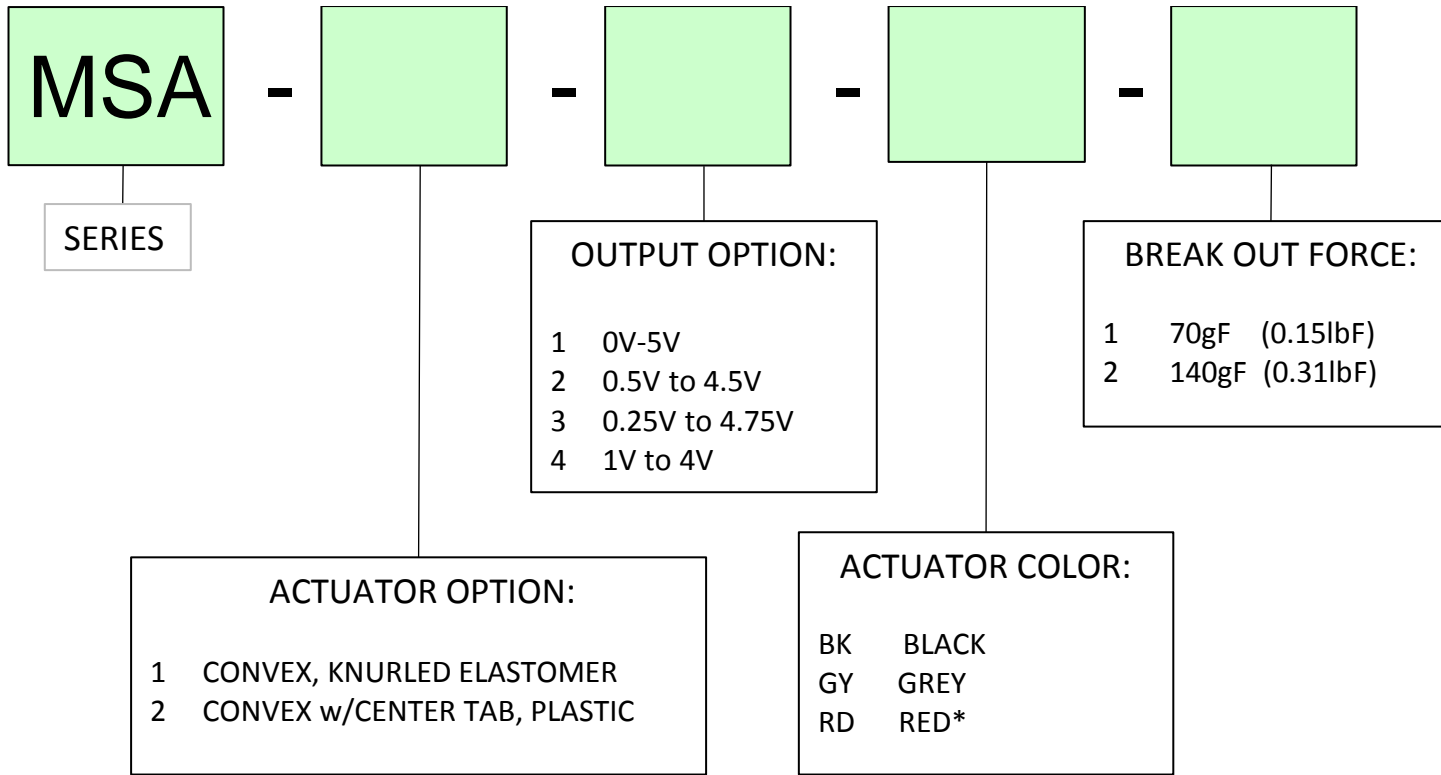 MSA - - - -
SERIES
OUTPUT OPTION:
1 0V-5V
2 0.5V to 4.5V
3 0.25V to 4.75V
4 1V to 4V
BREAK OUT FORCE:
1 70gF (0.15lbF)
2 140gF (0.31lbF)
ACTUATOR OPTION:
1 CONVEX, KNURLED ELASTOMER
2 CONVEX w/CENTER TAB, PLASTIC
ACTUATOR COLOR:
BK BLACK
GY GREY
RD RED*